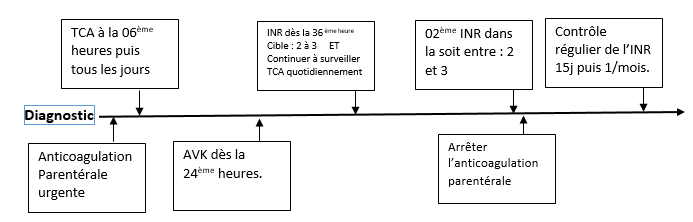 TCA à la 06ème
heures puis
tous les jours
INR dès la 36ème heure
Cible : 2 à 3 ET
Continuer à surveiller
TCA quotidiennement
02ème INR dans
la soit entre : 2
et 3
Contrôle
régulier de l'INR
15j puis 1/mois.
Diagnostic
Anticoagulation
Parentérale
urgente
AVK dès la
24ème heures.
Arrêter
l'anticoagulation
parentérale